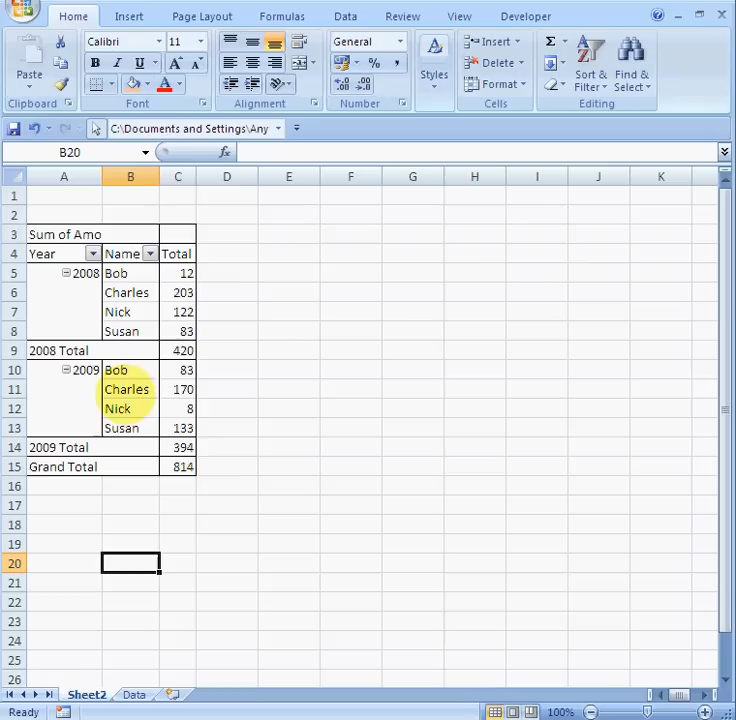 Home Insert Page Layout Formulas Data Review View Developer
Calibri 11 General Insert Σ
Paste B I U A A Styles $ % , Delete Sort & Find &
Format Filter Select
Clipboard Font Alignment Number Cells Editing
C:\Documents and Settings\Any
B20 fx
A B C D E F G H I J K
1
2
3 Sum of Amo
4 Year Name Total
5 2008 Bob 12
6 Charles 203
7 Nick 122
8 Susan 83
9 2008 Total 420
10 2009 Bob 83
11 Charles 170
12 Nick 8
13 Susan 133
14 2009 Total 394
15 Grand Total 814
16
17
18
19
20
21
22
23
24
25
26
Sheet2 Data
Ready 100%